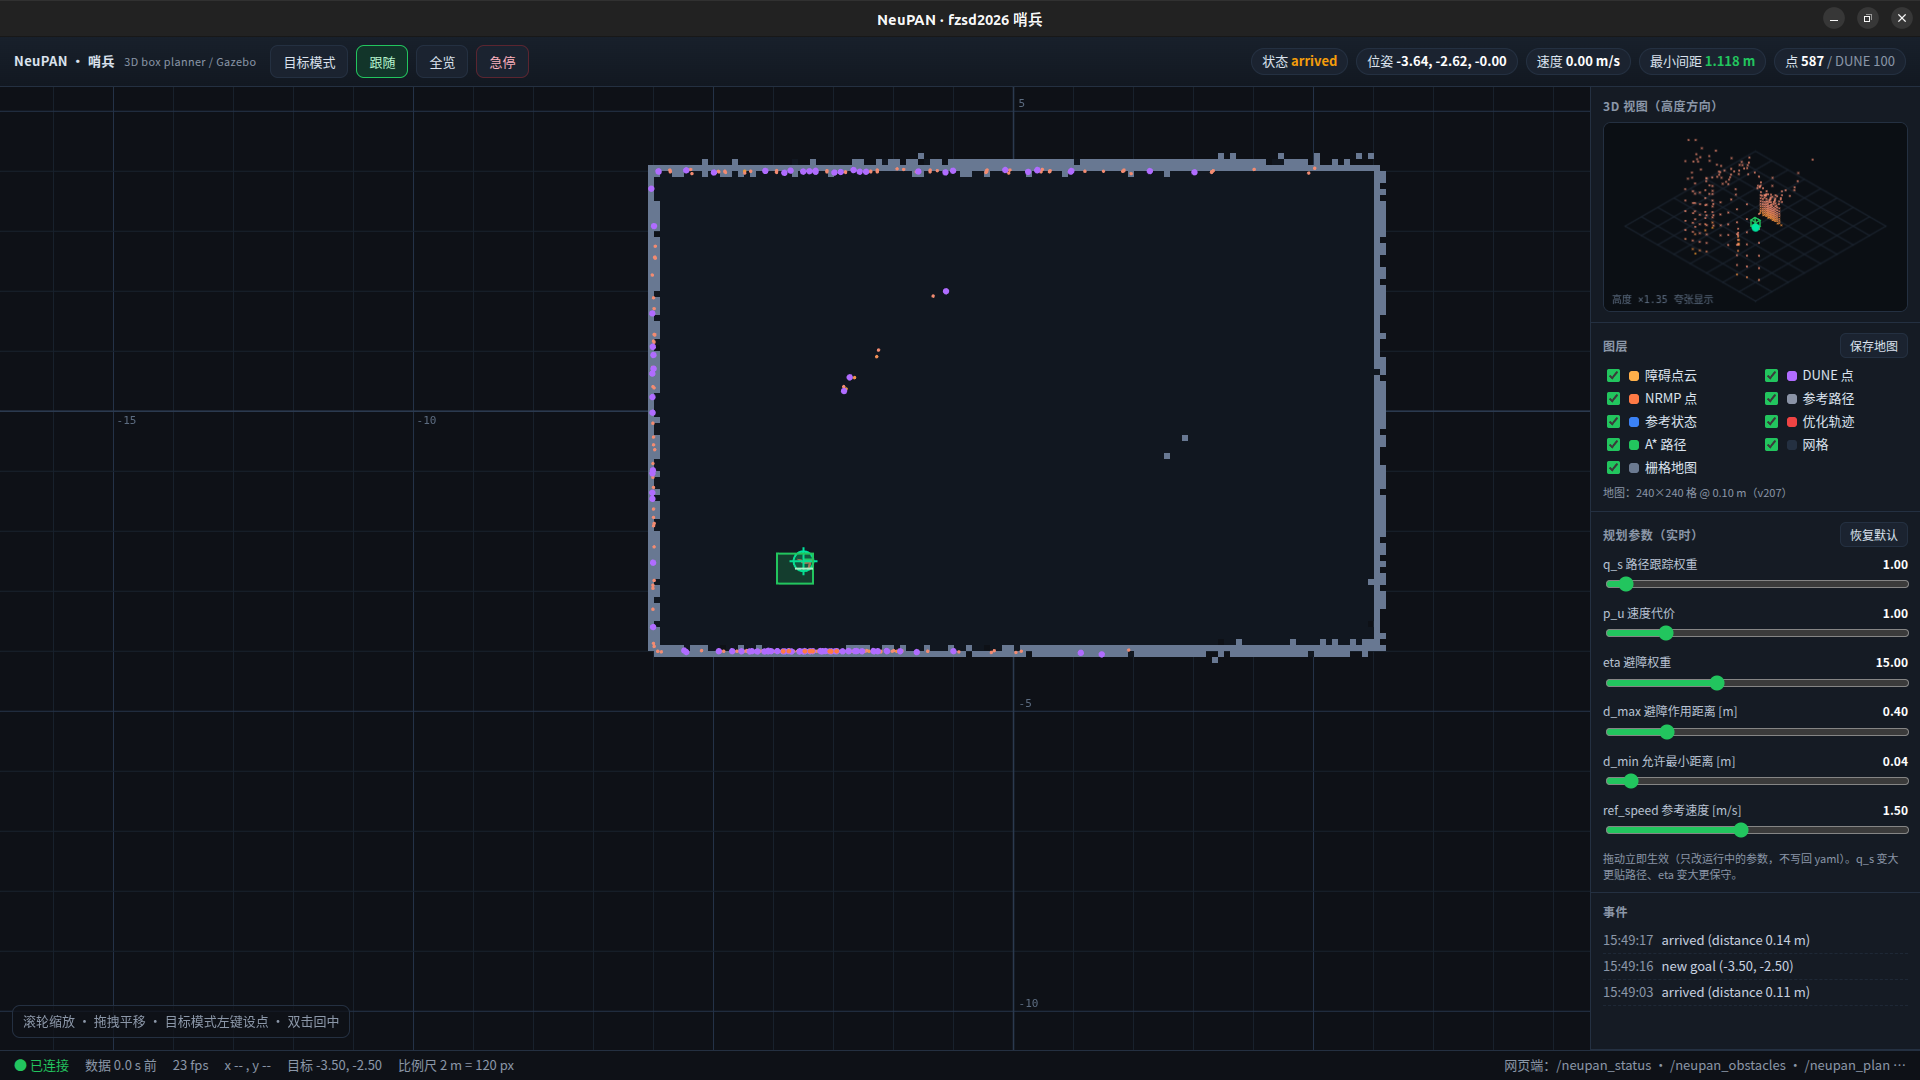 NeuPAN · fzsd2026 哨兵
NeuPAN · 哨兵 3D box planner / Gazebo 目标模式 跟随 全览 急停 状态 arrived 位姿 -3.64, -2.62, -0.00 速度 0.00 m/s 最小间距 1.118 m 点 587 / DUNE 100
5
-15
-10
-5
-10
滚轮缩放 · 拖拽平移 · 目标模式左键设点 · 双击回中
3D 视图（高度方向）
高度 ×1.35 夸张显示
图层 保存地图
障碍点云 DUNE 点
NRMP 点 参考路径
参考状态 优化轨迹
A* 路径 网格
栅格地图
地图：240×240 格 @ 0.10 m（v207）
规划参数（实时） 恢复默认
q_s 路径跟踪权重 1.00
p_u 速度代价 1.00
eta 避障权重 15.00
d_max 避障作用距离 [m] 0.40
d_min 允许最小距离 [m] 0.04
ref_speed 参考速度 [m/s] 1.50
拖动立即生效（只改运行中的参数，不写回 yaml）。q_s 变大
更贴路径、eta 变大更保守。
事件
15:49:17 arrived (distance 0.14 m)
15:49:16 new goal (-3.50, -2.50)
15:49:03 arrived (distance 0.11 m)
已连接 数据 0.0 s 前 23 fps x -- , y -- 目标 -3.50, -2.50 比例尺 2 m = 120 px 网页端：/neupan_status · /neupan_obstacles · /neupan_plan ···